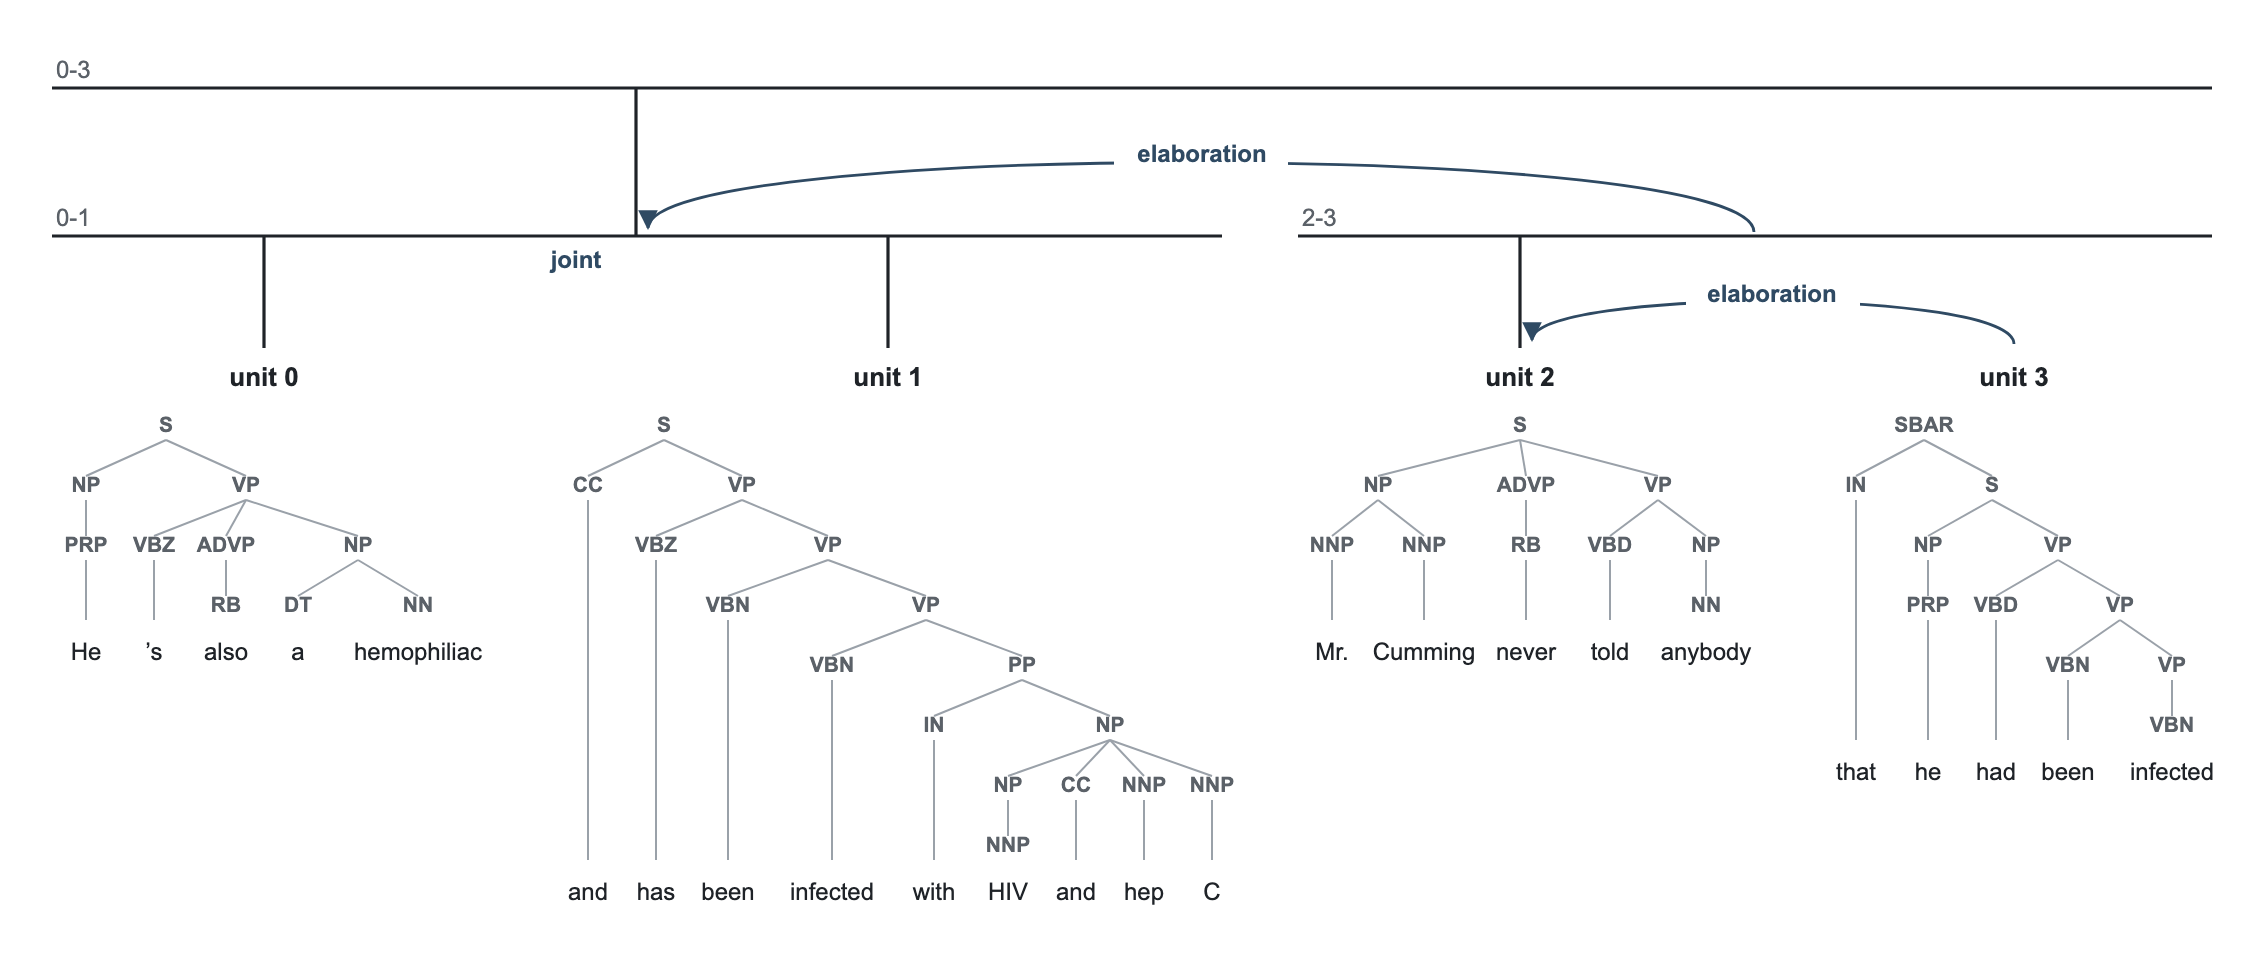 0-3
elaboration
0-1
2-3
joint
elaboration
unit 0 unit 1 unit 2 unit 3
S S S SBAR
NP VP CC VP NP ADVP VP IN S
PRP VBZ ADVP NP VBZ VP NNP NNP RB VBD NP NP VP
RB DT NN VBN VP NN PRP VBD VP
He ’s also a hemophiliac VBN PP Mr. Cumming never told anybody VBN VP
IN NP VBN
NP CC NNP NNP that he had been infected
NNP
and has been infected with HIV and hep C